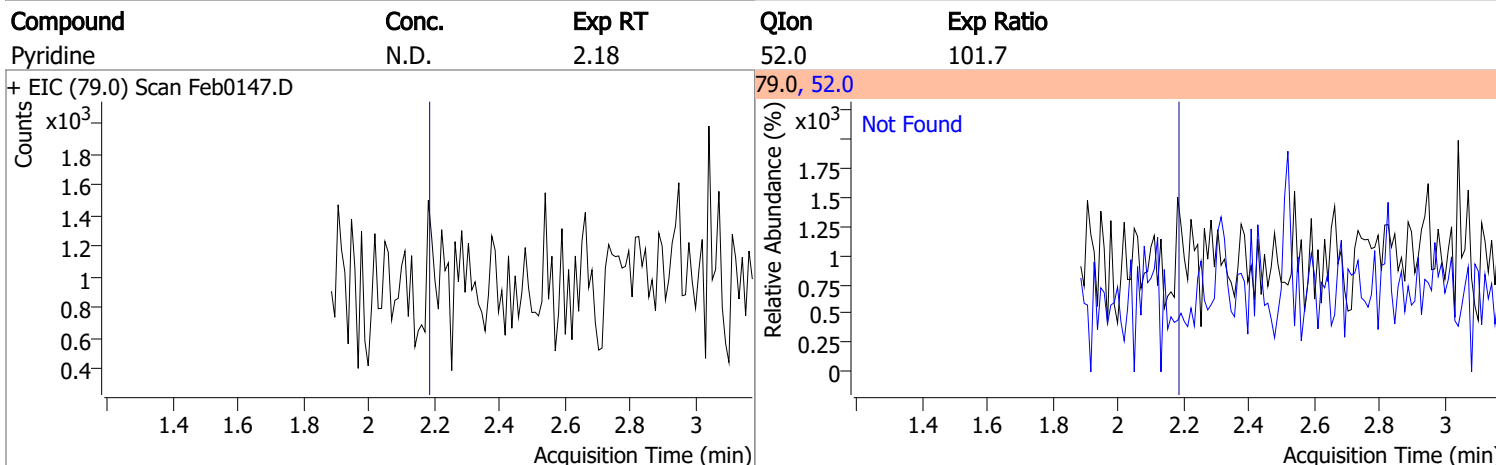 Compound Conc. Exp RT QIon Exp Ratio
Pyridine N.D. 2.18 52.0 101.7
+ EIC (79.0) Scan Feb0147.D
Counts
x10³
1.8
1.6
1.4
1.2
1
0.8
0.6
0.4
1.4 1.6 1.8 2 2.2 2.4 2.6 2.8 3
Acquisition Time (min)
79.0, 52.0
Relative Abundance (%)
x10³
Not Found
1.75
1.5
1.25
1
0.75
0.5
0.25
0
1.4 1.6 1.8 2 2.2 2.4 2.6 2.8 3
Acquisition Time (min)